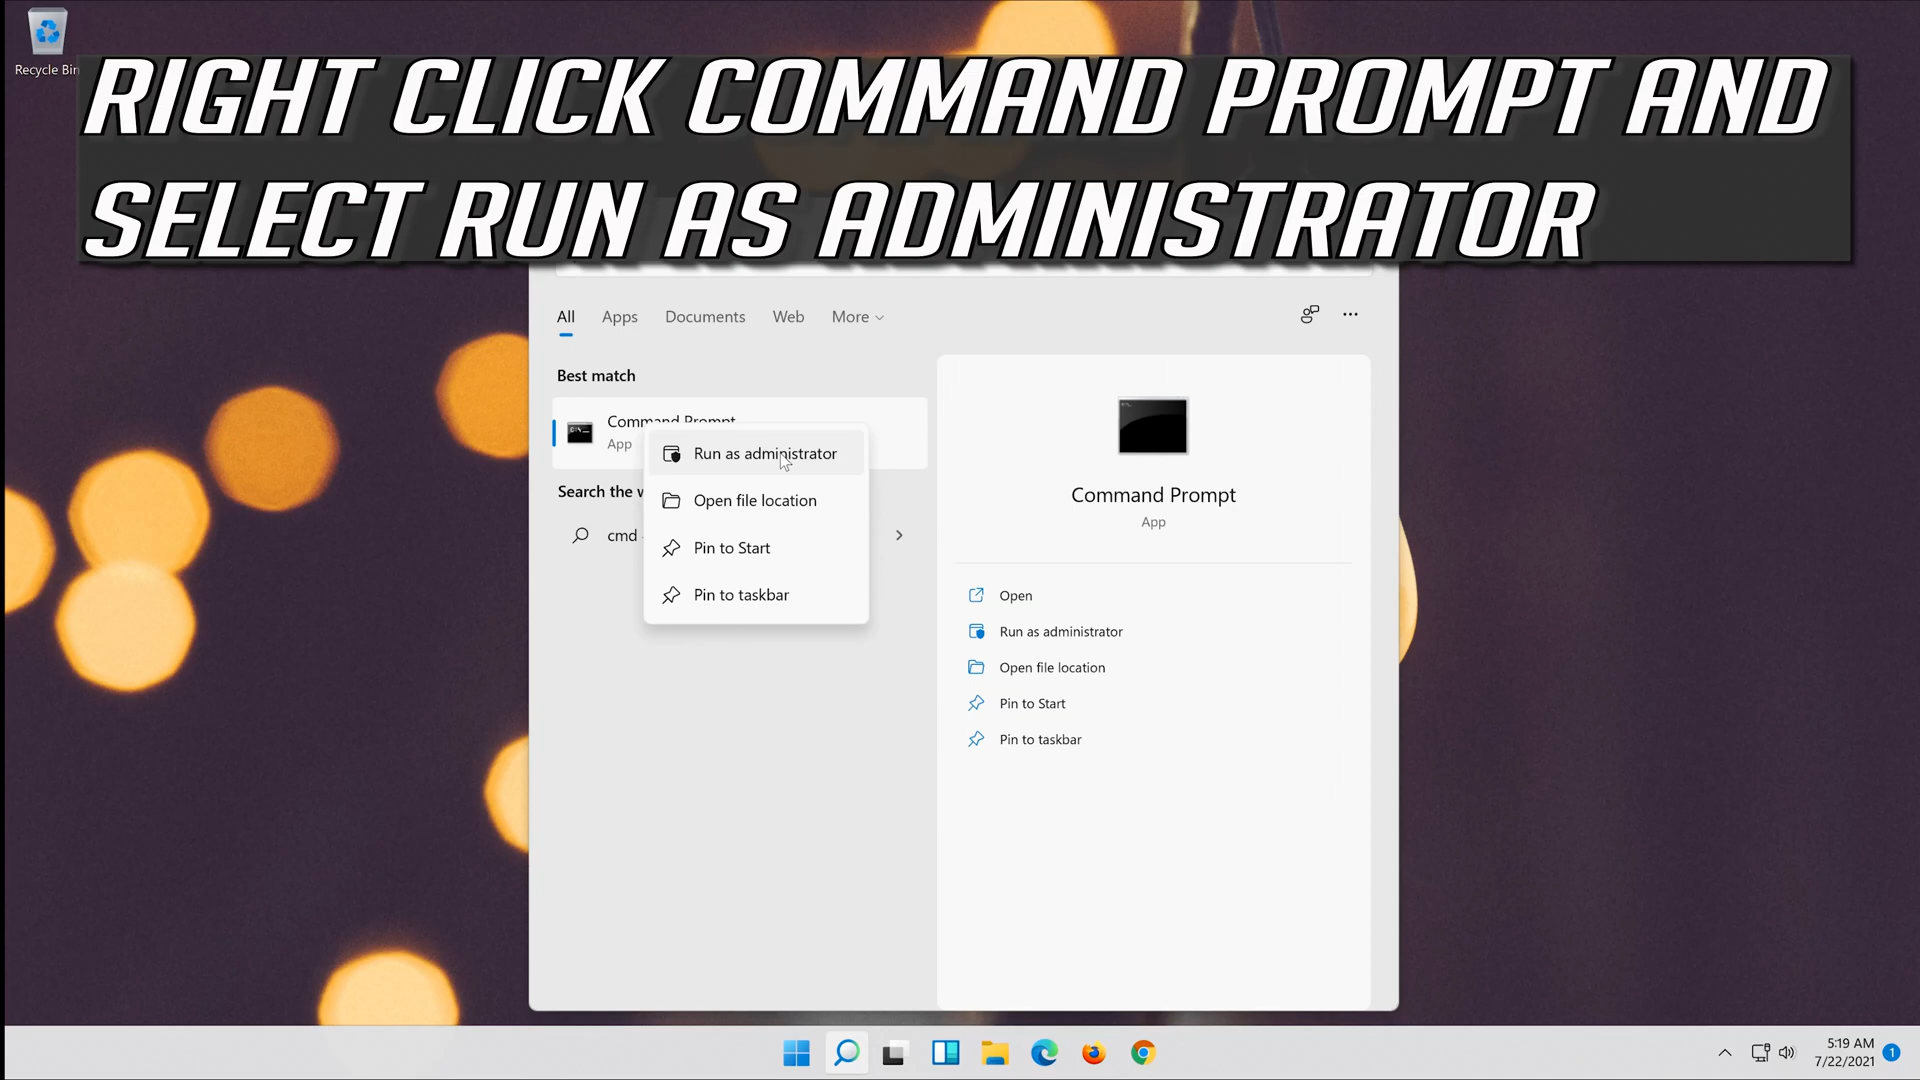 Recycle Bin
RIGHT CLICK COMMAND PROMPT AND
SELECT RUN AS ADMINISTRATOR
All Apps Documents Web More
Best match
Command Prompt
App
Run as administrator
Open file location
Pin to Start
Pin to taskbar
Search the
cmd
Command Prompt
App
Open
Run as administrator
Open file location
Pin to Start
Pin to taskbar
5:19 AM
7/22/2021
1